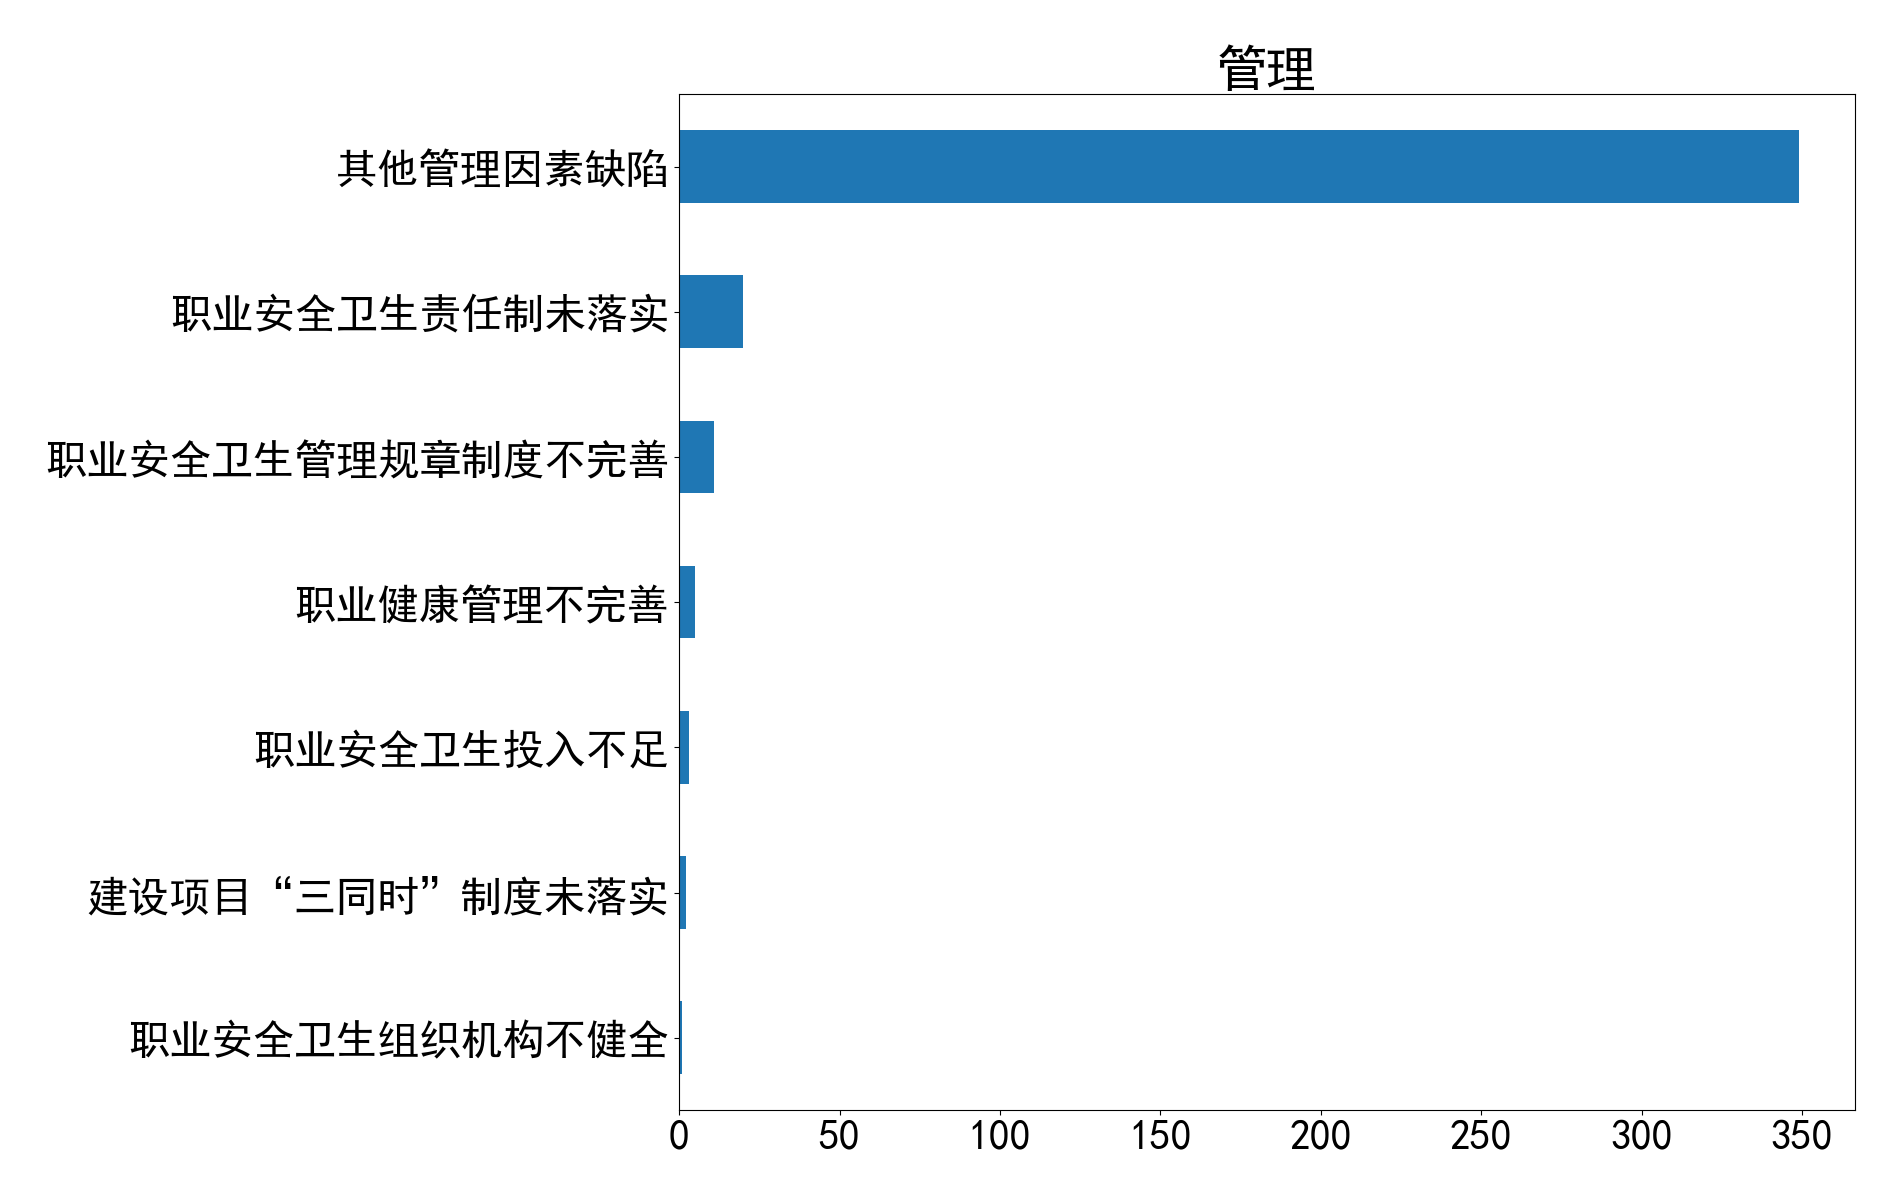 管理
其他管理因素缺陷
职业安全卫生责任制未落实
职业安全卫生管理规章制度不完善
职业健康管理不完善
职业安全卫生投入不足
建设项目“三同时”制度未落实
职业安全卫生组织机构不健全
0 50 100 150 200 250 300 350